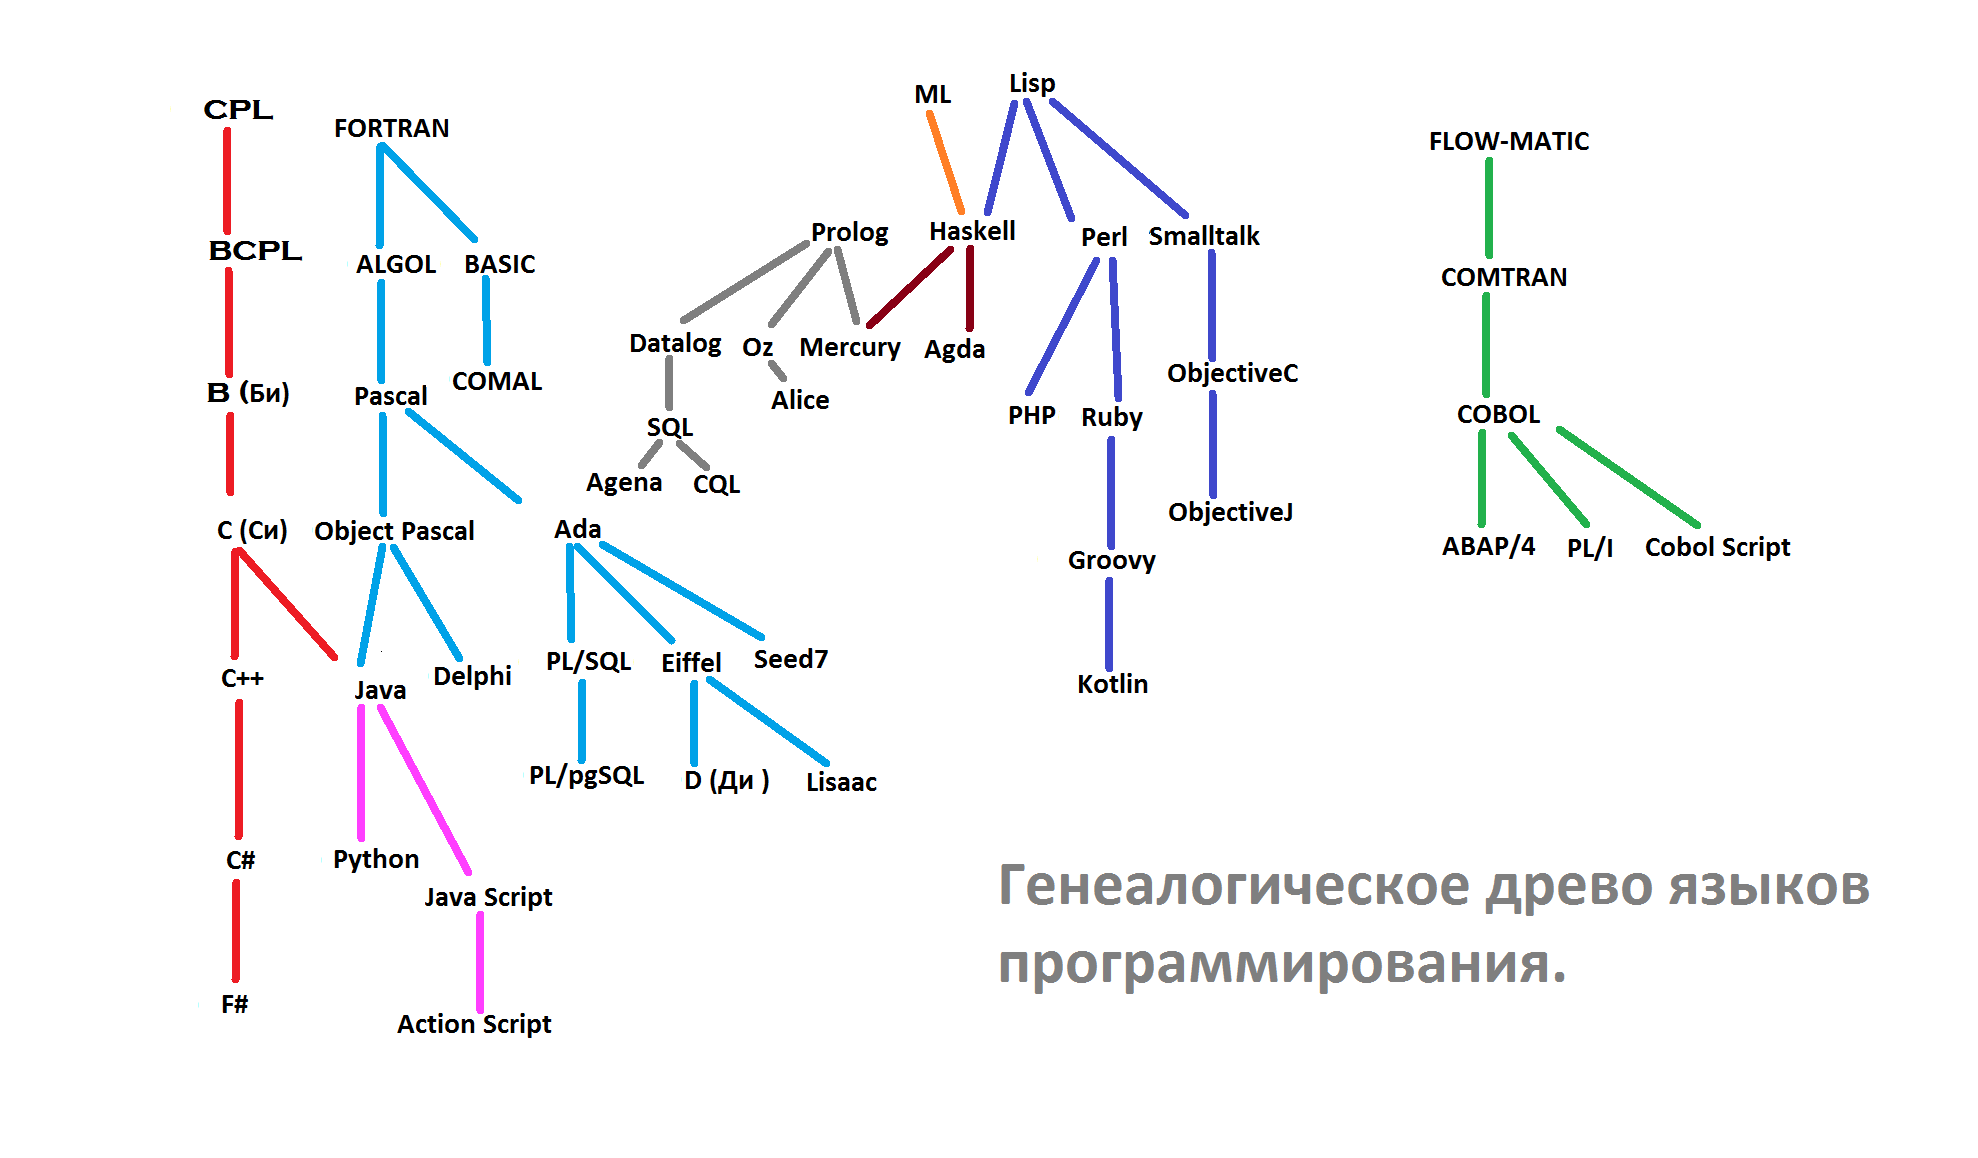 CPL
FORTRAN
ML
Lisp
FLOW-MATIC
BCPL
ALGOL
BASIC
Prolog
Haskell
Perl
Smalltalk
COMTRAN
B (Би)
Pascal
COMAL
Datalog
Oz
Mercury
Agda
Alice
SQL
Agena
CQL
PHP
Ruby
ObjectiveC
COBOL
C (Си)
Object Pascal
Ada
Groovy
ObjectiveJ
ABAP/4
PL/I
Cobol Script
C++
Java
Delphi
PL/SQL
Eiffel
Seed7
Kotlin
PL/pgSQL
D (Ди )
Lisaac
C#
Python
Java Script
F#
Action Script
Генеалогическое древо языков
программирования.